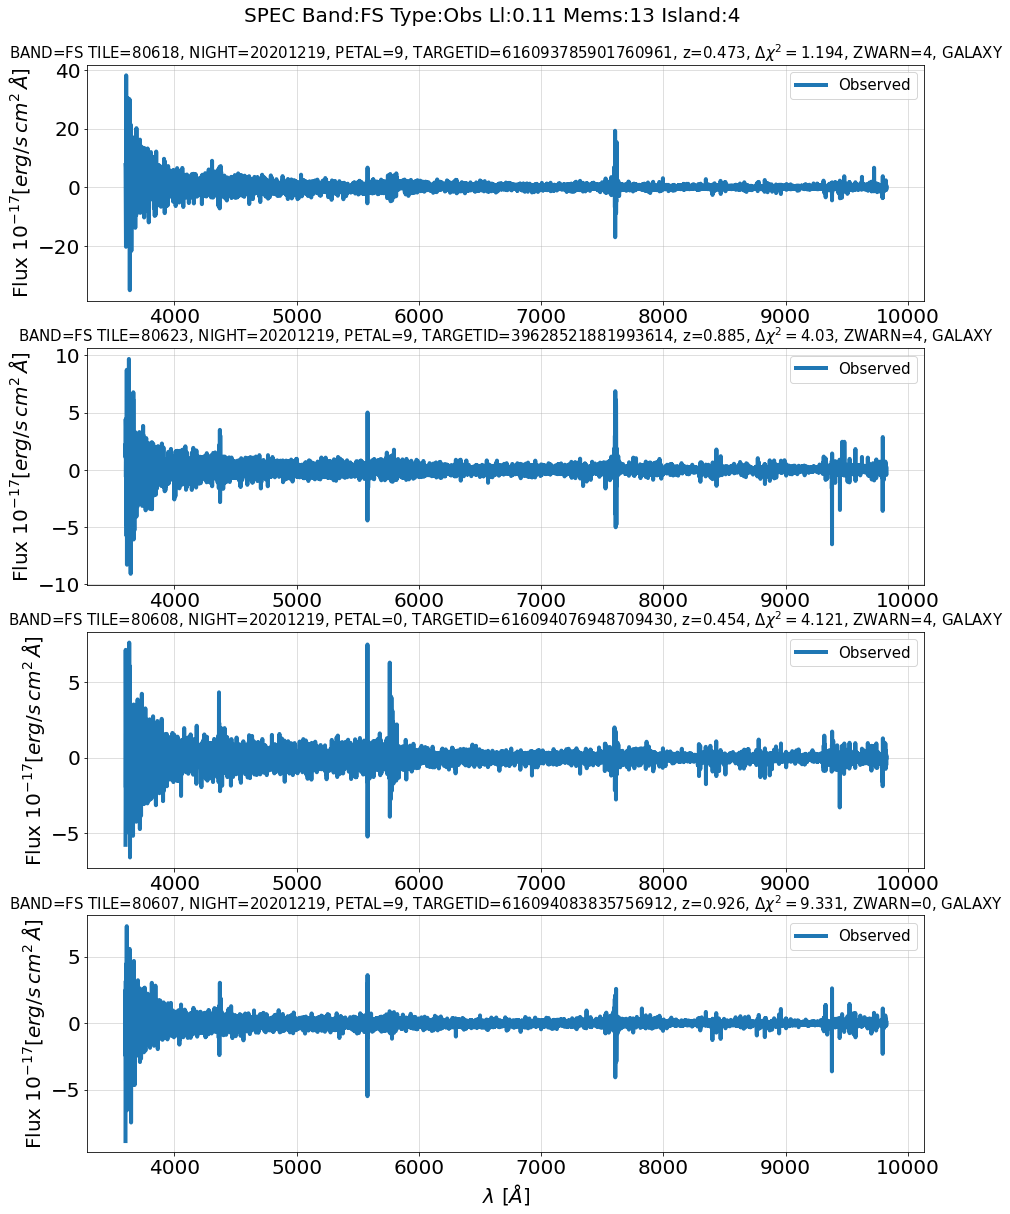 SPEC Band:FS Type:Obs Ll:0.11 Mems:13 Island:4
BAND=FS TILE=80618, NIGHT=20201219, PETAL=9, TARGETID=616093785901760961, z=0.473, Δχ² = 1.194, ZWARN=4, GALAXY
Flux 10⁻¹⁷[erg/s cm² Å]
40
20
0
−20
Observed
4000 5000 6000 7000 8000 9000 10000
BAND=FS TILE=80623, NIGHT=20201219, PETAL=9, TARGETID=39628521881993614, z=0.885, Δχ² = 4.03, ZWARN=4, GALAXY
Flux 10⁻¹⁷[erg/s cm² Å]
10
5
0
−5
−10
Observed
4000 5000 6000 7000 8000 9000 10000
BAND=FS TILE=80608, NIGHT=20201219, PETAL=0, TARGETID=616094076948709430, z=0.454, Δχ² = 4.121, ZWARN=4, GALAXY
Flux 10⁻¹⁷[erg/s cm² Å]
5
0
−5
Observed
4000 5000 6000 7000 8000 9000 10000
BAND=FS TILE=80607, NIGHT=20201219, PETAL=9, TARGETID=616094083835756912, z=0.926, Δχ² = 9.331, ZWARN=0, GALAXY
Flux 10⁻¹⁷[erg/s cm² Å]
5
0
−5
Observed
4000 5000 6000 7000 8000 9000 10000
λ [Å]